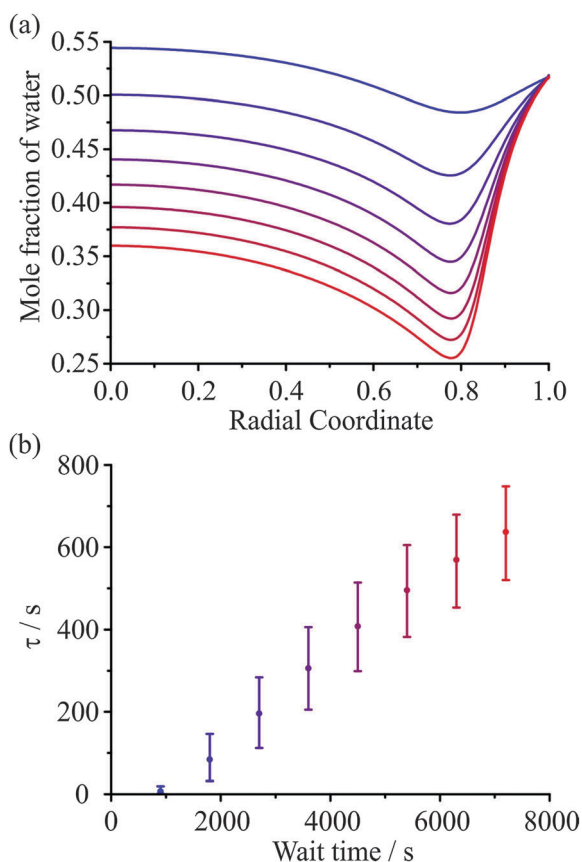 (a)
0.55
0.50
0.45
0.40
0.35
0.30
0.25
Mole fraction of water
0.0 0.2 0.4 0.6 0.8 1.0
Radial Coordinate
(b)
800
600
400
200
0
τ / s
0 2000 4000 6000 8000
Wait time / s